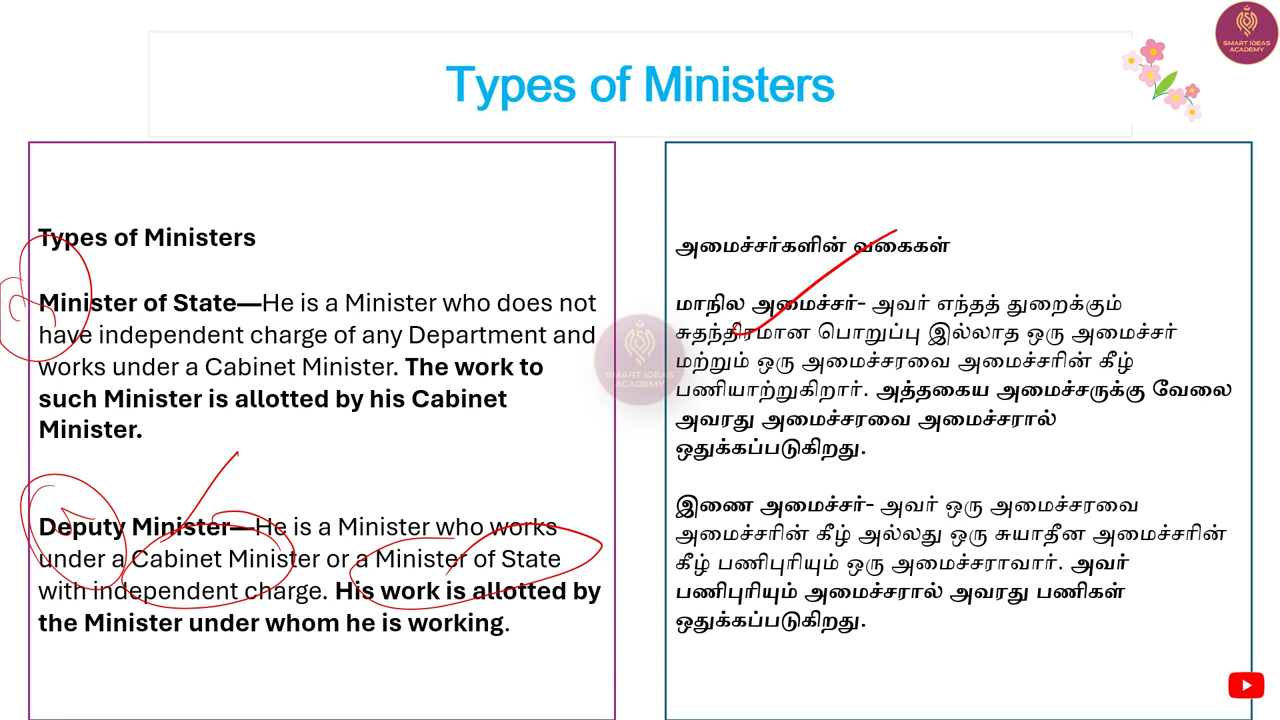 SMART IDEAS
ACADEMY
Types of Ministers
Types of Ministers
Minister of State—He is a Minister who does not
have independent charge of any Department and
works under a Cabinet Minister. The work to
such Minister is allotted by his Cabinet
Minister.
Deputy Minister—He is a Minister who works
under a Cabinet Minister or a Minister of State
with independent charge. His work is allotted by
the Minister under whom he is working.
அமைச்சர்களின் வகைகள்
மாநில அமைச்சர்- அவர் எந்தத் துறைக்கும்
சுதந்திரமான பொறுப்பு இல்லாத ஒரு அமைச்சர்
மற்றும் ஒரு அமைச்சரவை அமைச்சரின் கீழ்
பணியாற்றுகிறார். அத்தகைய அமைச்சருக்கு வேலை
அவரது அமைச்சரவை அமைச்சரால்
ஒதுக்கப்படுகிறது.
இணை அமைச்சர்- அவர் ஒரு அமைச்சரவை
அமைச்சரின் கீழ் அல்லது ஒரு சுயாதீன அமைச்சரின்
கீழ் பணிபுரியும் ஒரு அமைச்சராவார். அவர்
பணிபுரியும் அமைச்சரால் அவரது பணிகள்
ஒதுக்கப்படுகிறது.
SMART IDEAS
ACADEMY